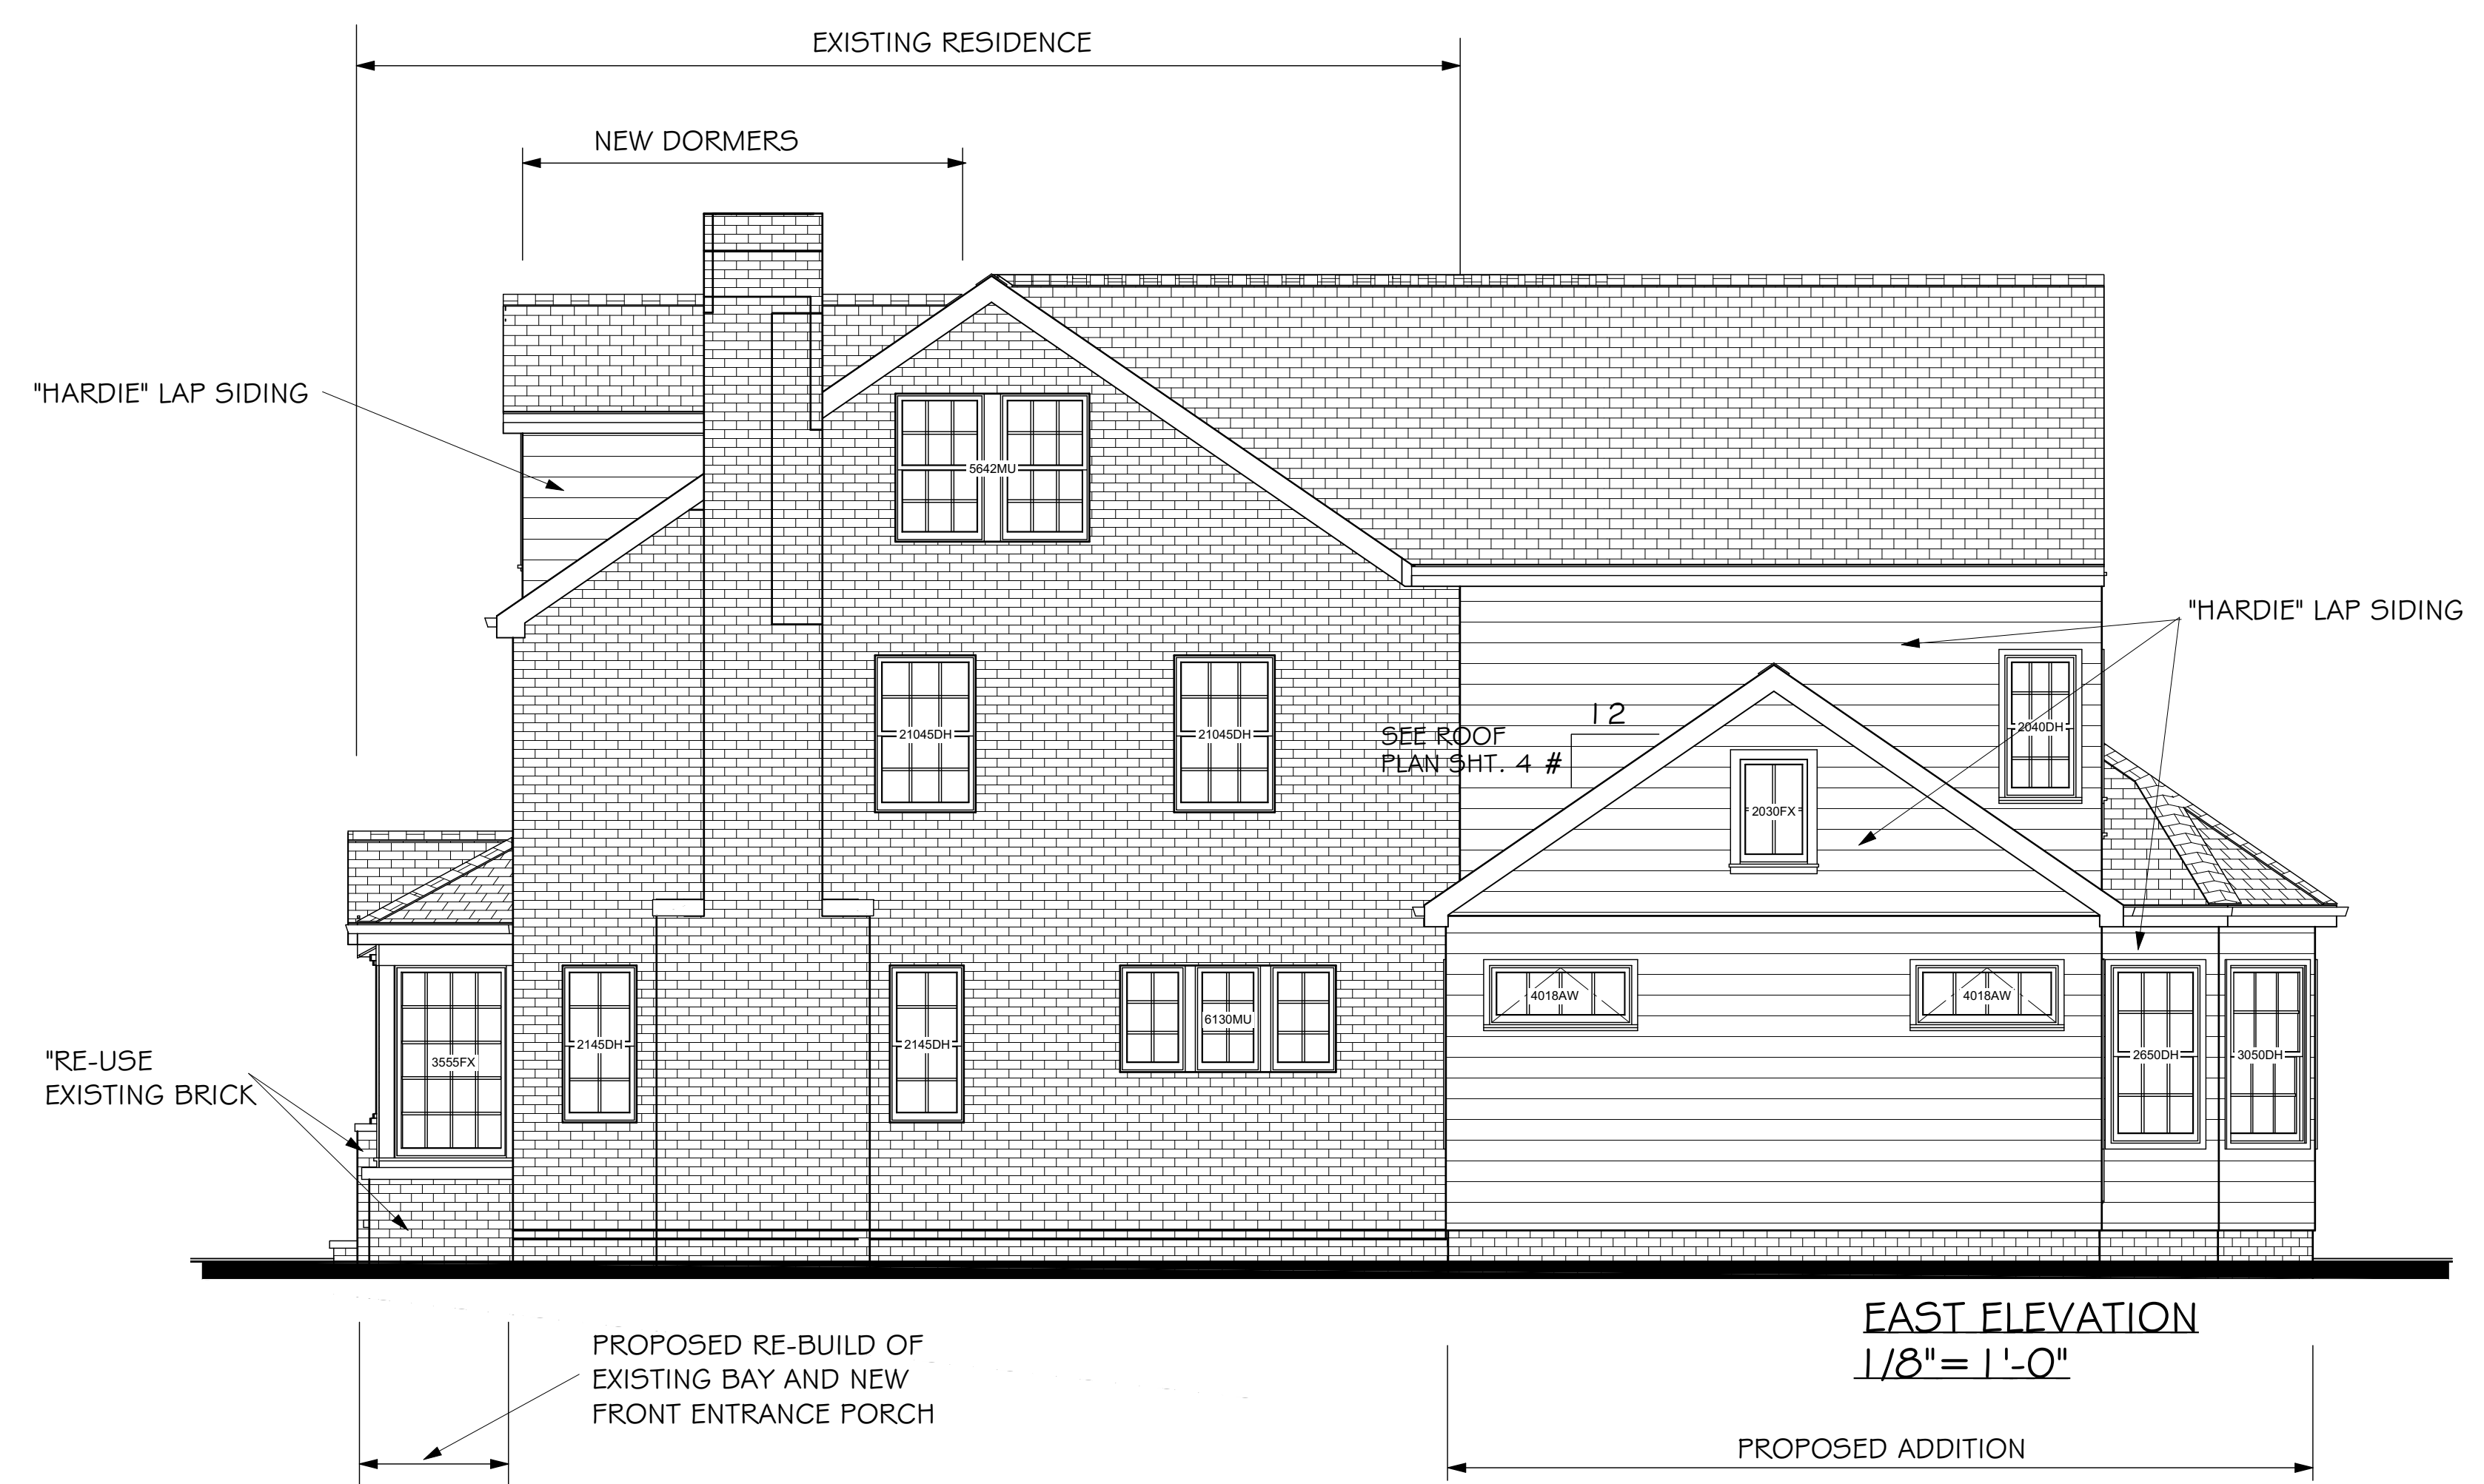 EXISTING RESIDENCE
NEW DORMERS
"HARDIE" LAP SIDING
5642MU
"HARDIE" LAP SIDING
21045DH
21045DH
12
SEE ROOF
PLAN SHT. 4 #
2040DH
2030FX
4018AW
4018AW
6130MU
2145DH
2145DH
3555FX
2650DH
3050DH
"RE-USE
EXISTING BRICK
EAST ELEVATION
1/8"= 1'-0"
PROPOSED RE-BUILD OF
EXISTING BAY AND NEW
FRONT ENTRANCE PORCH
PROPOSED ADDITION